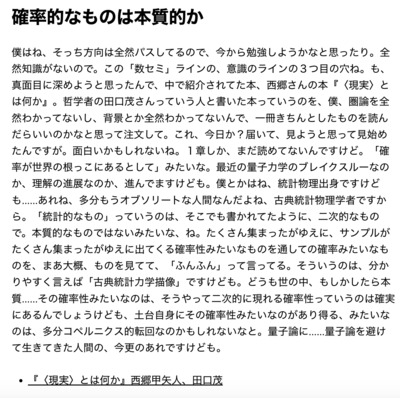 確率的なものは本質的か
僕はね、そっち方向は全然パスしてるので、今から勉強しようかなと思ったり。全
然知識がないので。この「数セミ」ラインの、意識のラインの３つ目の穴ね。も、
真面目に深めようと思ったんで、中で紹介されてた本、西郷さんの本『〈現実〉と
は何か』。哲学者の田口茂さんっていう人と書いた本っていうのを、僕、圏論を全
然わかってないし、背景とか全然わかってないんで、一冊きちんとしたものを読ん
だらいいのかなと思って注文して。これ、今日か？届いて、見ようと思って見始め
たんですが。面白いかもしれないね。１章しか、まだ読めてないんですけど。「確
率が世界の根っこにあるとして」みたいな。最近の量子力学のブレイクスルーなの
か、理解の進展なのか、進んでますけども。僕とかはね、統計物理出身ですけど
も......あれね、多分もうオブソリートな人間なんだよね、古典統計物理学者ですか
ら。「統計的なもの」っていうのは、そこでも書かれてたように、二次的なもの
で。本質的なものではないみたいな、ね。たくさん集まったがゆえに、サンプルが
たくさん集まったがゆえに出てくる確率性みたいなものを通しての確率みたいなも
のを、まあ大概、ものを見てて、「ふんふん」って言ってる。そういうのは、分か
りやすく言えば「古典統計力学描像」ですけども。どうも世の中、もしかしたら本
質......その確率性みたいなのは、そうやって二次的に現れる確率性っていうのは確実
にあるんでしょうけども、土台自身にその確率性みたいなのがあり得る、みたいな
のは、多分コペルニクス的転回なのかもしれないなと。量子論に......量子論を避け
て生きてきた人間の、今更のあれですけども。
• 『〈現実〉とは何か』西郷甲矢人、田口茂